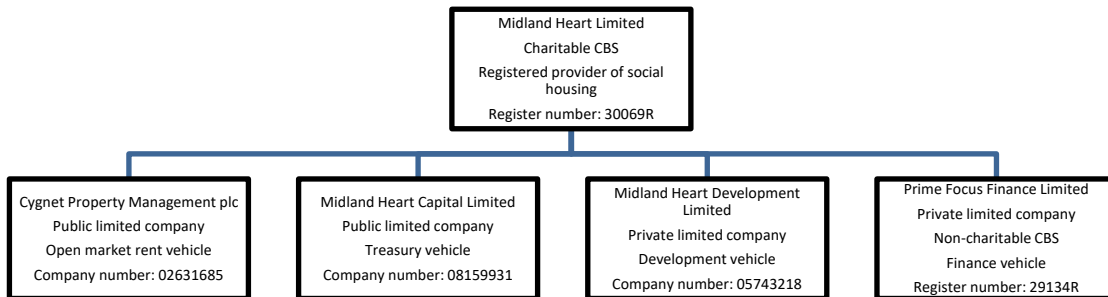 Midland Heart Limited
Charitable CBS
Registered provider of social
housing
Register number: 30069R
Cygnet Property Management plc
Public limited company
Open market rent vehicle
Company number: 02631685
Midland Heart Capital Limited
Public limited company
Treasury vehicle
Company number: 08159931
Midland Heart Development
Limited
Private limited company
Development vehicle
Company number: 05743218
Prime Focus Finance Limited
Private limited company
Non-charitable CBS
Finance vehicle
Register number: 29134R